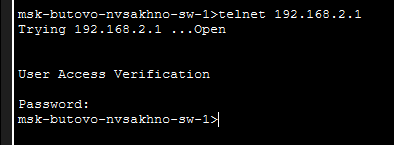 msk-butovo-nvsakhno-sw-1>telnet 192.168.2.1
Trying 192.168.2.1 ...Open
User Access Verification
Password:
msk-butovo-nvsakhno-sw-1>